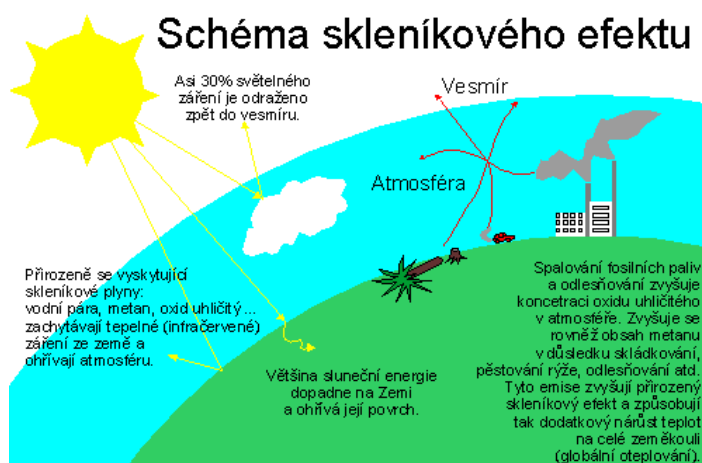 Schéma skleníkového efektu
Asi 30% světelného
záření je odraženo
zpět do vesmíru.
Vesmír
Atmosféra
Přirozeně se vyskytující
skleníkové plyny:
vodní pára, metan, oxid uhličitý ...
zachytávají tepelné (infračervené)
záření ze země a
ohřívají atmosféru.
Většina sluneční energie
dopadne na Zemi
a ohřívá její povrch.
Spalování fosilních paliv
a odlesňování zvyšuje
koncetraci oxidu uhličitého
v atmosféře. Zvyšuje se
rovněž obsah metanu
v důsledku skládkování,
pěstování rýže, odlesňování atd.
Tyto emise zvyšují přirozený
skleníkový efekt a způsobují
tak dodatkový nárůst teplot
na celé zeměkouli
(globální oteplování).